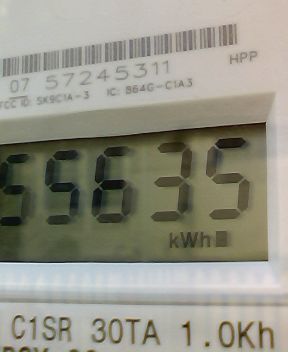 07 57245311
HPP
FCC ID: SK9C1A-3 IC: 864G-C1A3
55635
kWh
C1SR 30TA 1.0Kh